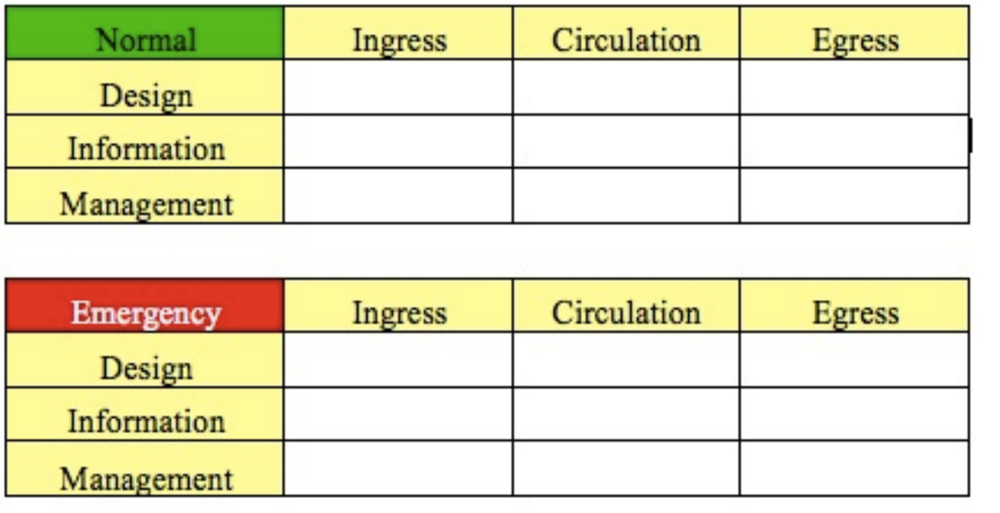 Normal Ingress Circulation Egress
Design
Information
Management
Emergency Ingress Circulation Egress
Design
Information
Management